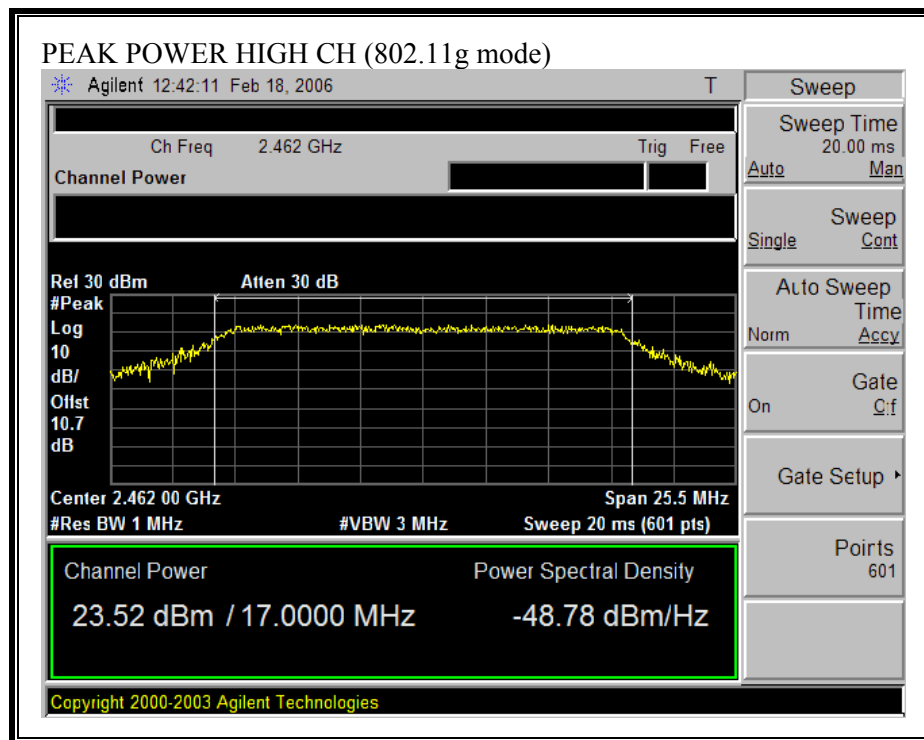 PEAK POWER HIGH CH (802.11g mode)
Agilent 12:42:11 Feb 18, 2006 T
Ch Freq 2.462 GHz Trig Free
Channel Power
Ref 30 dBm Atten 30 dB
#Peak
Log
10
dB/
Offst
10.7
dB
Center 2.462 00 GHz Span 25.5 MHz
#Res BW 1 MHz #VBW 3 MHz Sweep 20 ms (601 pts)
Channel Power Power Spectral Density
23.52 dBm / 17.0000 MHz -48.78 dBm/Hz
Copyright 2000-2003 Agilent Technologies
Sweep
Sweep Time
20.00 ms
Auto Man
Sweep
Single Cont
Auto Sweep
Time
Norm Accy
Gate
On Off
Gate Setup
Points
601